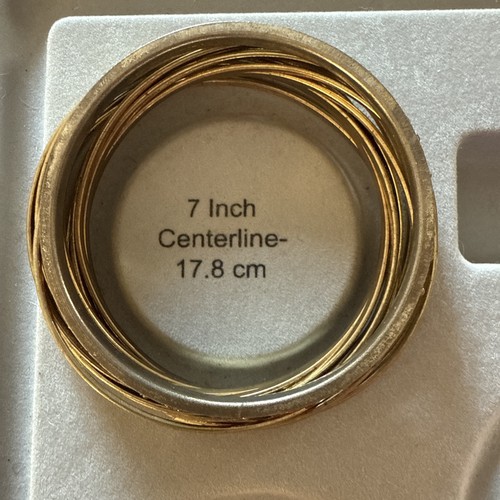 7 Inch
Centerline-
17.8 cm